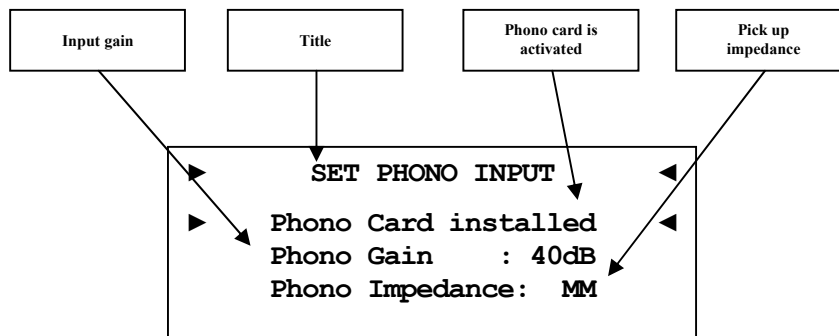 Input gain
Title
Phono card is
activated
Pick up
impedance
► SET PHONO INPUT ◄
► Phono Card installed ◄
Phono Gain : 40dB
Phono Impedance: MM